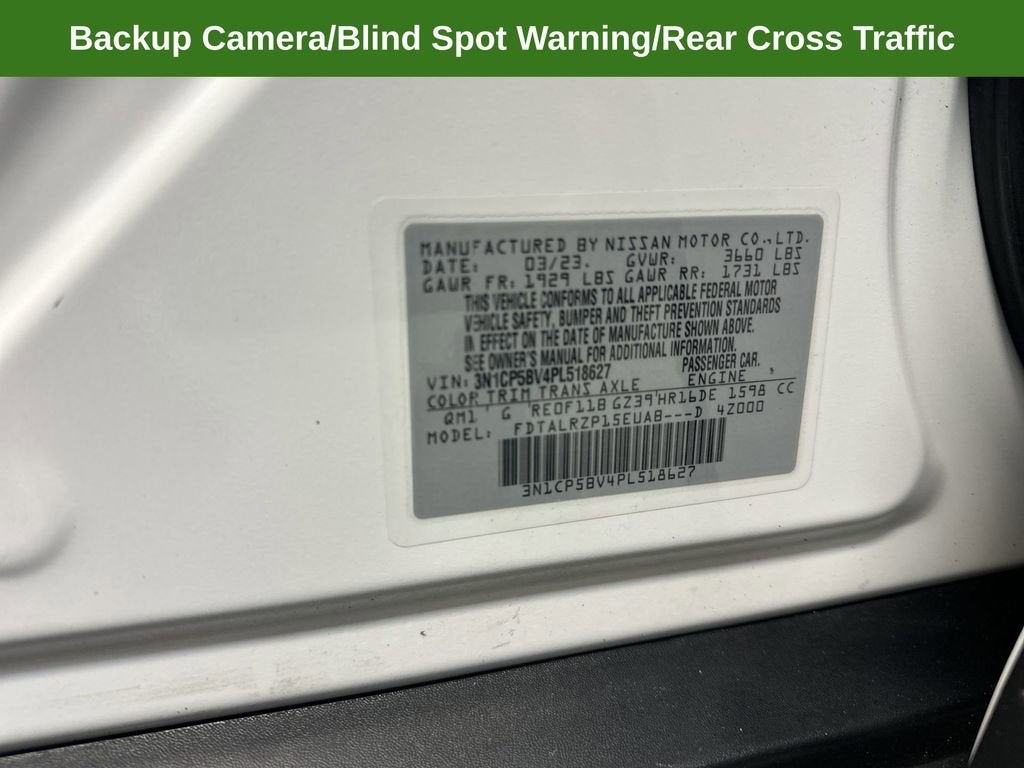 Backup Camera/Blind Spot Warning/Rear Cross Traffic
MANUFACTURED BY NISSAN MOTOR CO.,LTD.
DATE: 03/23. GVWR: 3660 LBS
GAWR FR: 1929 LBS GAWR RR: 1731 LBS
THIS VEHICLE CONFORMS TO ALL APPLICABLE FEDERAL MOTOR
VEHICLE SAFETY, BUMPER AND THEFT PREVENTION STANDARDS
IN EFFECT ON THE DATE OF MANUFACTURE SHOWN ABOVE.
SEE OWNER'S MANUAL FOR ADDITIONAL INFORMATION.
VIN: 3N1CP5BV4PL518627 PASSENGER CAR.
COLOR TRIM TRANS AXLE ENGINE
QM1 G RE0F11B GZ39 HR16DE 1598 CC
MODEL: FDTALRZP15EUA8---D 4Z000
3N1CP5BV4PL518627